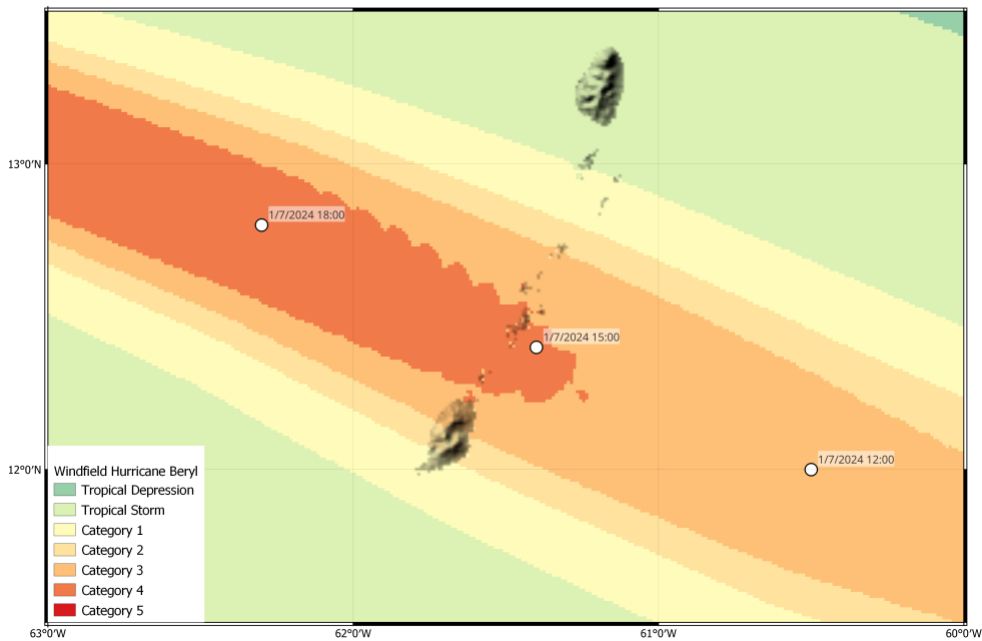 1/7/2024 18:00
13°0'N
1/7/2024 15:00
1/7/2024 12:00
12°0'N
Windfield Hurricane Beryl
Tropical Depression
Tropical Storm
Category 1
Category 2
Category 3
Category 4
Category 5
63°0'W 62°0'W 61°0'W 60°0'W